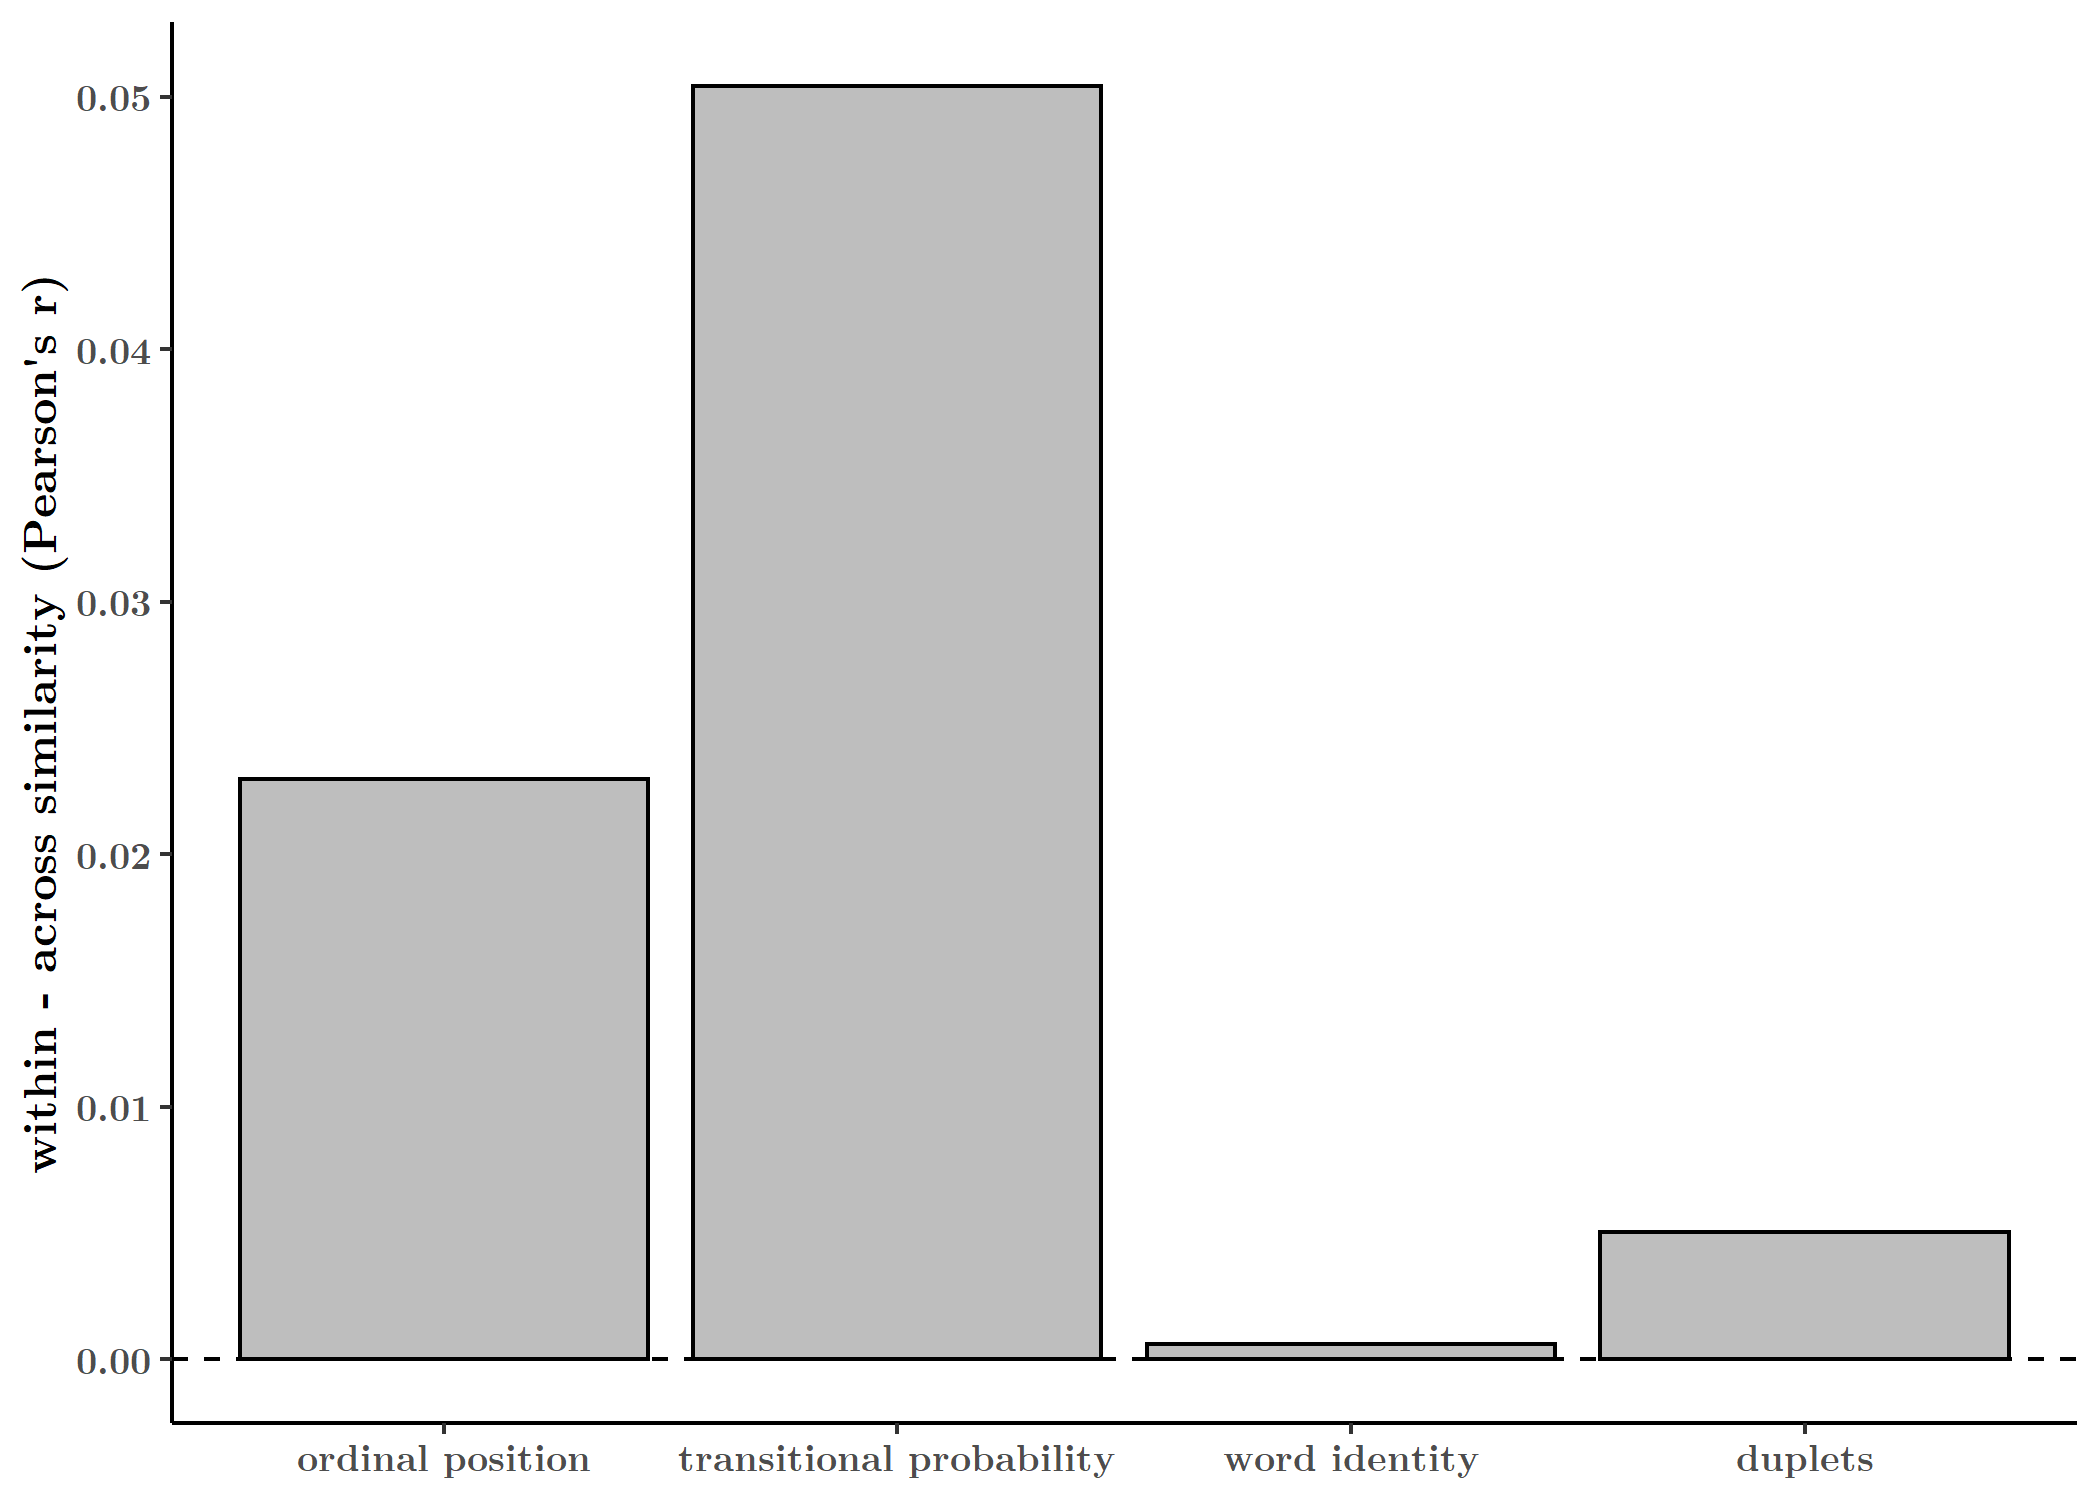 within - across similarity (Pearson's r)
0.05
0.04
0.03
0.02
0.01
0.00
ordinal position
transitional probability
word identity
duplets